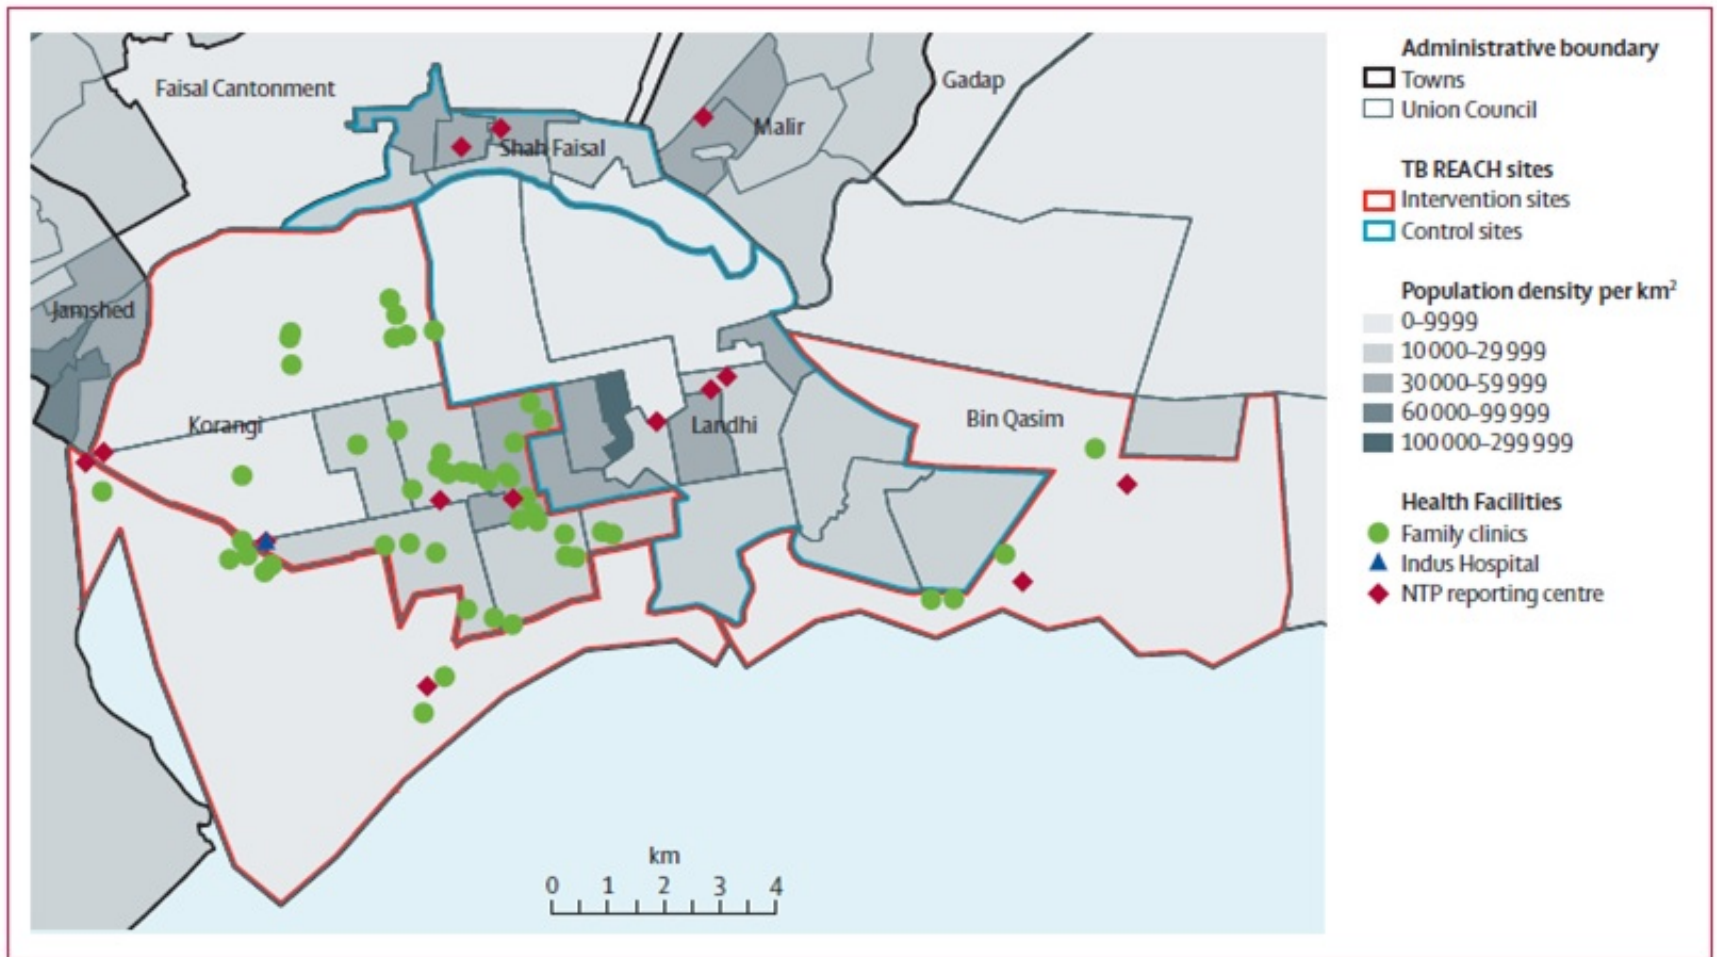 Faisal Cantonment
Gadap
Malir
Shah Faisal
Jamshed
Korangi
Landhi
Bin Qasim
km
0 1 2 3 4
Administrative boundary
Towns
Union Council
TB REACH sites
Intervention sites
Control sites
Population density per km²
0–9999
10 000–29 999
30 000–59 999
60 000–99 999
100 000–299 999
Health Facilities
Family clinics
Indus Hospital
NTP reporting centre